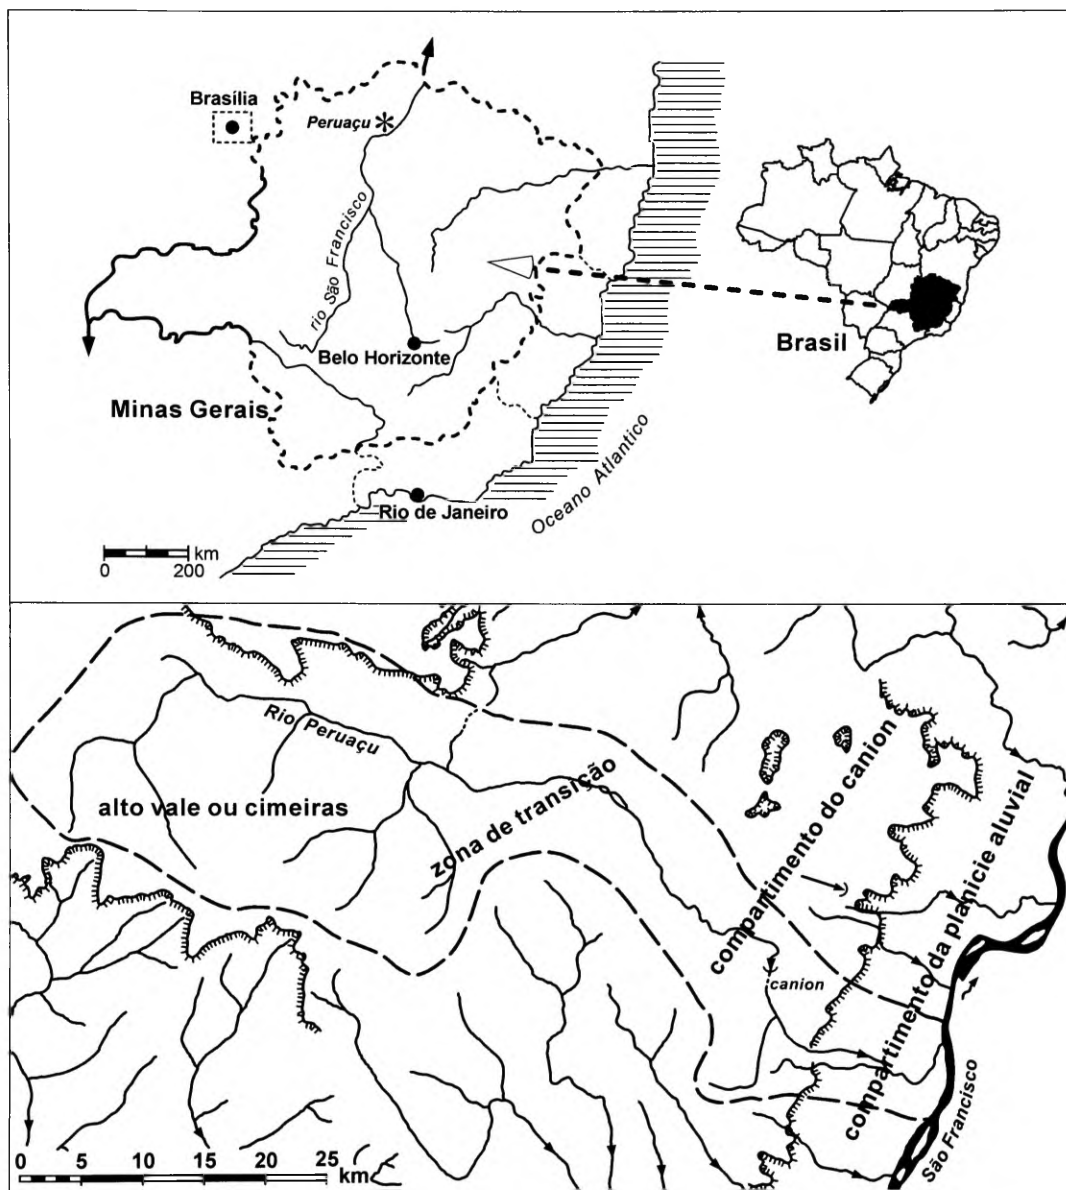 Brasília
Peruaçu
rio São Francisco
Belo Horizonte
Minas Gerais
Rio de Janeiro
Oceano Atlantico
Brasil
km
0 200
Rio Peruaçu
alto vale ou cimeiras
zona de transição
compartimento do canion
compartimento da planicie aluvial
canion
São Francisco
0 5 10 15 20 25
km